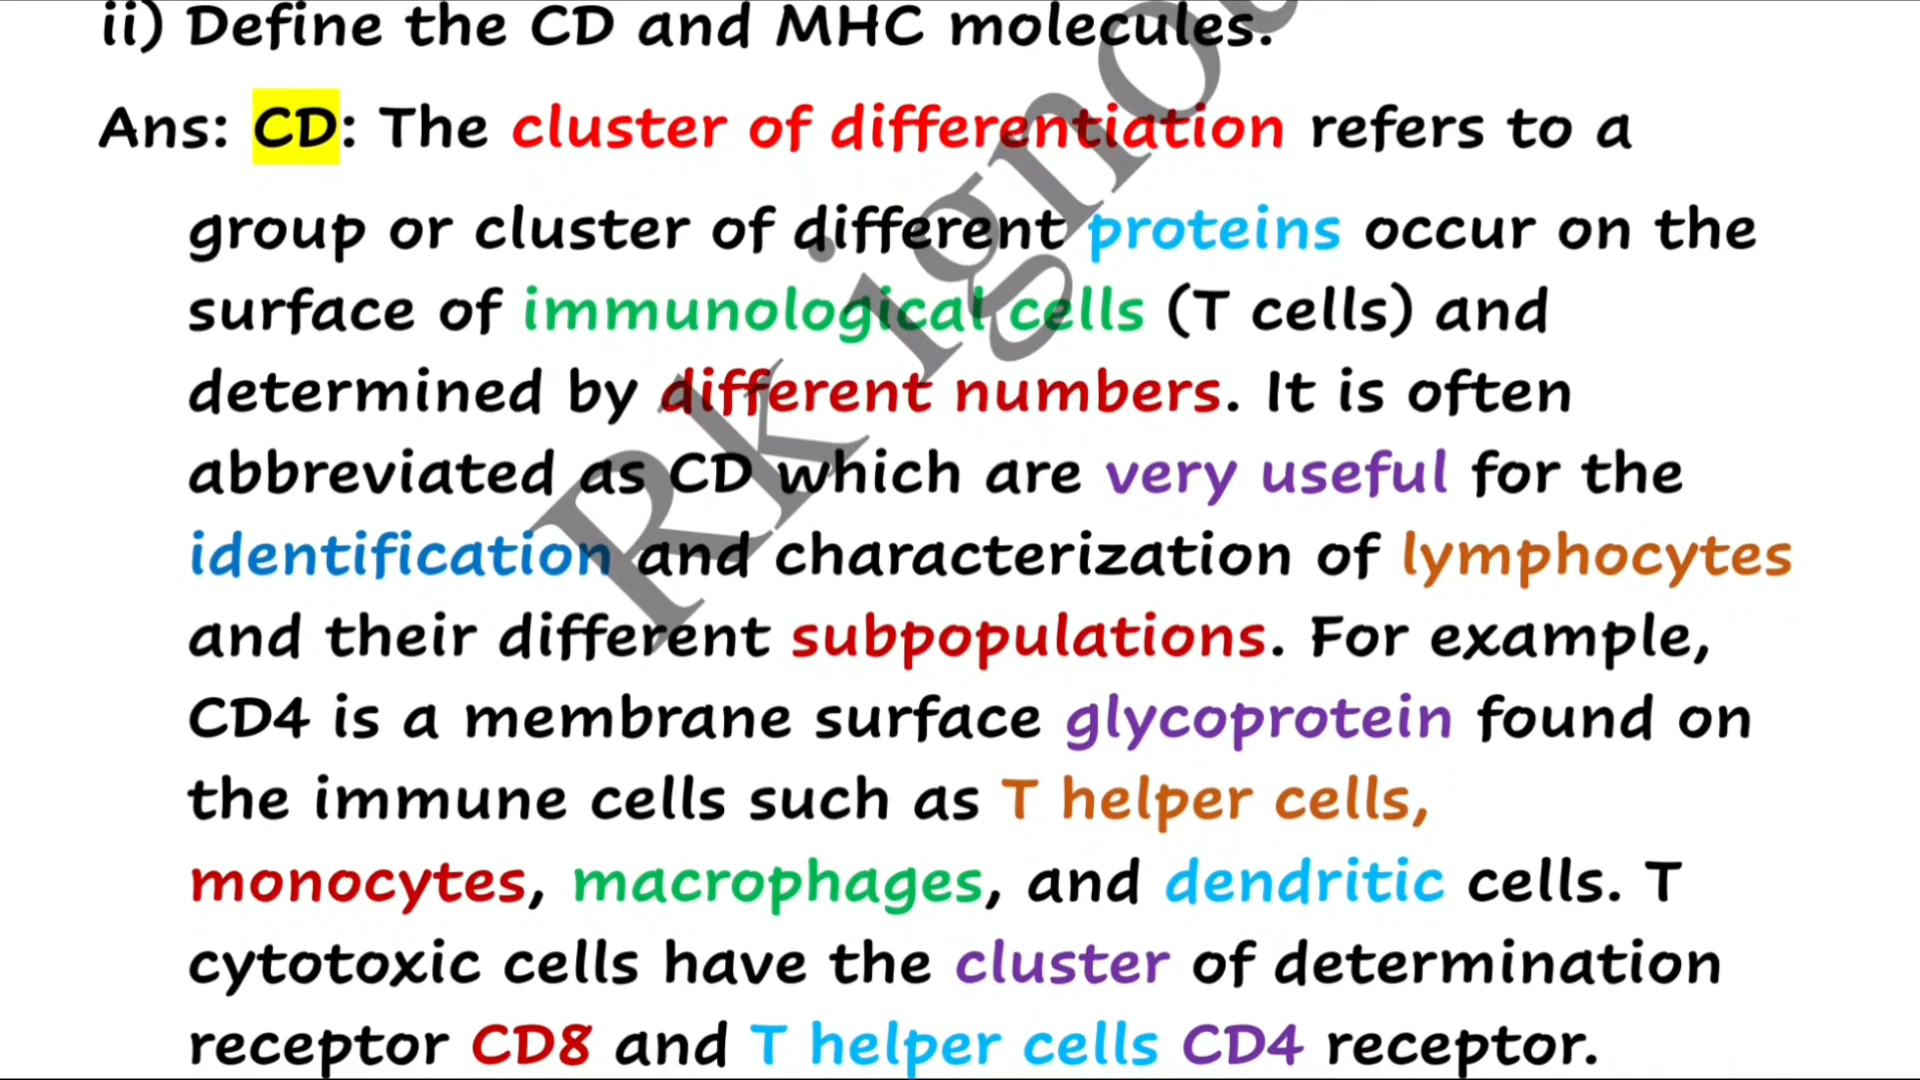 ii) Define the CD and MHC molecules.
Ans: CD: The cluster of differentiation refers to a
group or cluster of different proteins occur on the
surface of immunological cells (T cells) and
determined by different numbers. It is often
abbreviated as CD which are very useful for the
identification and characterization of lymphocytes
and their different subpopulations. For example,
CD4 is a membrane surface glycoprotein found on
the immune cells such as T helper cells,
monocytes, macrophages, and dendritic cells. T
cytotoxic cells have the cluster of determination
receptor CD8 and T helper cells CD4 receptor.
Rk ignou